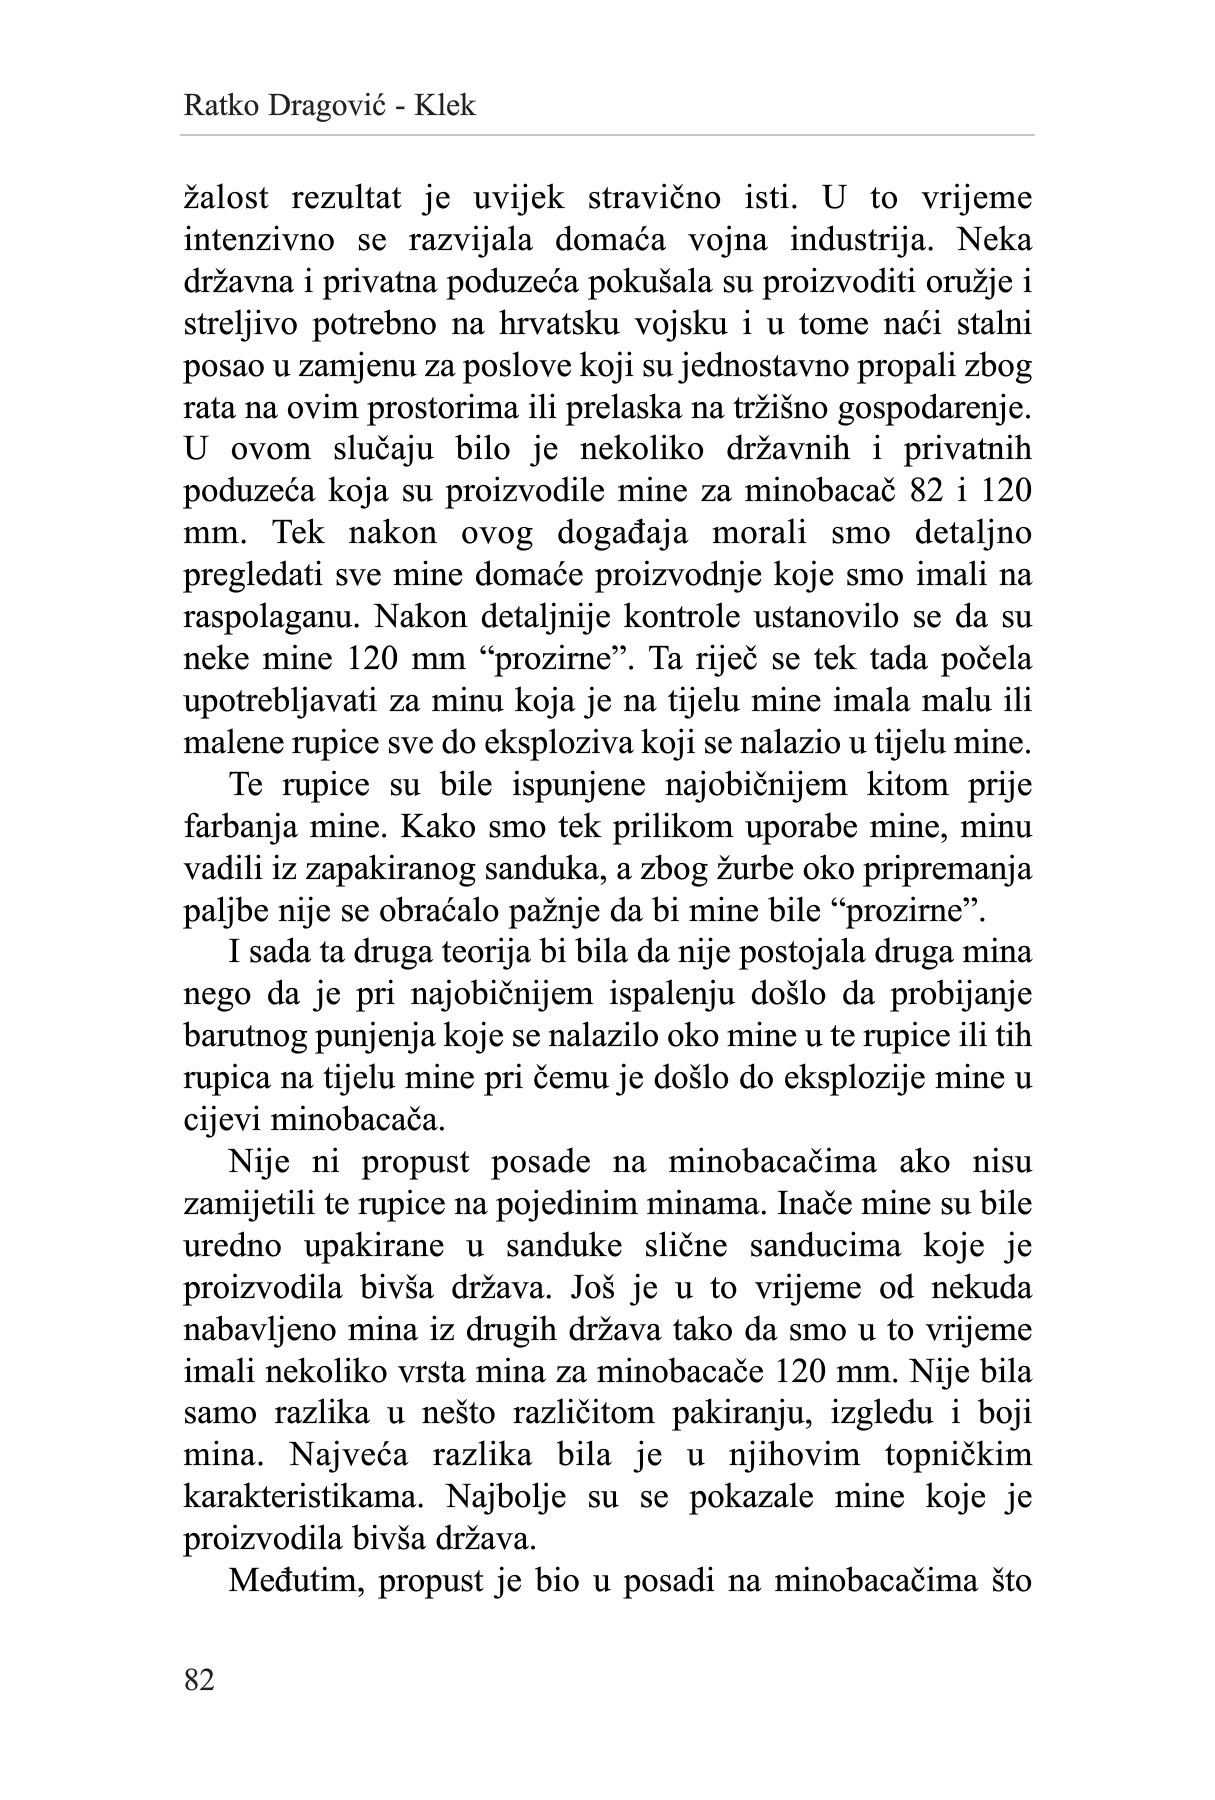 Ratko Dragović - Klek
žalost rezultat je uvijek stravično isti. U to vrijeme
intenzivno se razvijala domaća vojna industrija. Neka
državna i privatna poduzeća pokušala su proizvoditi oružje i
streljivo potrebno na hrvatsku vojsku i u tome naći stalni
posao u zamjenu za poslove koji su jednostavno propali zbog
rata na ovim prostorima ili prelaska na tržišno gospodarenje.
U ovom slučaju bilo je nekoliko državnih i privatnih
poduzeća koja su proizvodile mine za minobacač 82 i 120
mm. Tek nakon ovog događaja morali smo detaljno
pregledati sve mine domaće proizvodnje koje smo imali na
raspolaganu. Nakon detaljnije kontrole ustanovilo se da su
neke mine 120 mm “prozirne”. Ta riječ se tek tada počela
upotrebljavati za minu koja je na tijelu mine imala malu ili
malene rupice sve do eksploziva koji se nalazio u tijelu mine.
Te rupice su bile ispunjene najobičnijem kitom prije
farbanja mine. Kako smo tek prilikom uporabe mine, minu
vadili iz zapakiranog sanduka, a zbog žurbe oko pripremanja
paljbe nije se obraćalo pažnje da bi mine bile “prozirne”.
I sada ta druga teorija bi bila da nije postojala druga mina
nego da je pri najobičnijem ispalenju došlo da probijanje
barutnog punjenja koje se nalazilo oko mine u te rupice ili tih
rupica na tijelu mine pri čemu je došlo do eksplozije mine u
cijevi minobacača.
Nije ni propust posade na minobacačima ako nisu
zamijetili te rupice na pojedinim minama. Inače mine su bile
uredno upakirane u sanduke slične sanducima koje je
proizvodila bivša država. Još je u to vrijeme od nekuda
nabavljeno mina iz drugih država tako da smo u to vrijeme
imali nekoliko vrsta mina za minobacače 120 mm. Nije bila
samo razlika u nešto različitom pakiranju, izgledu i boji
mina. Najveća razlika bila je u njihovim topničkim
karakteristikama. Najbolje su se pokazale mine koje je
proizvodila bivša država.
Međutim, propust je bio u posadi na minobacačima što
82